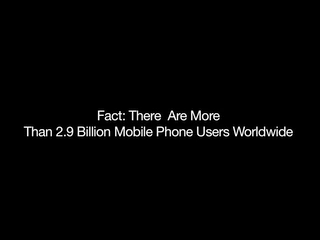 Fact: There  Are More
Than 2.9 Billion Mobile Phone Users Worldwide